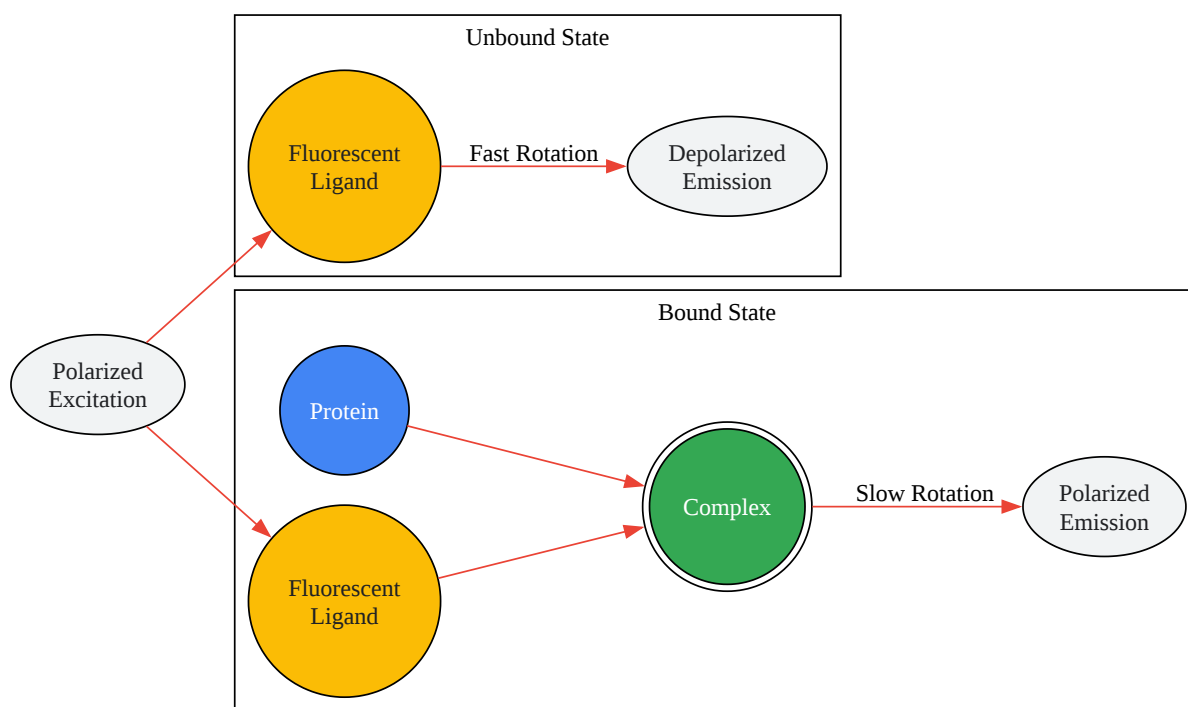 Unbound State
Fluorescent
Ligand
Fast Rotation
Depolarized
Emission
Polarized
Excitation
Bound State
Protein
Fluorescent
Ligand
Complex
Slow Rotation
Polarized
Emission